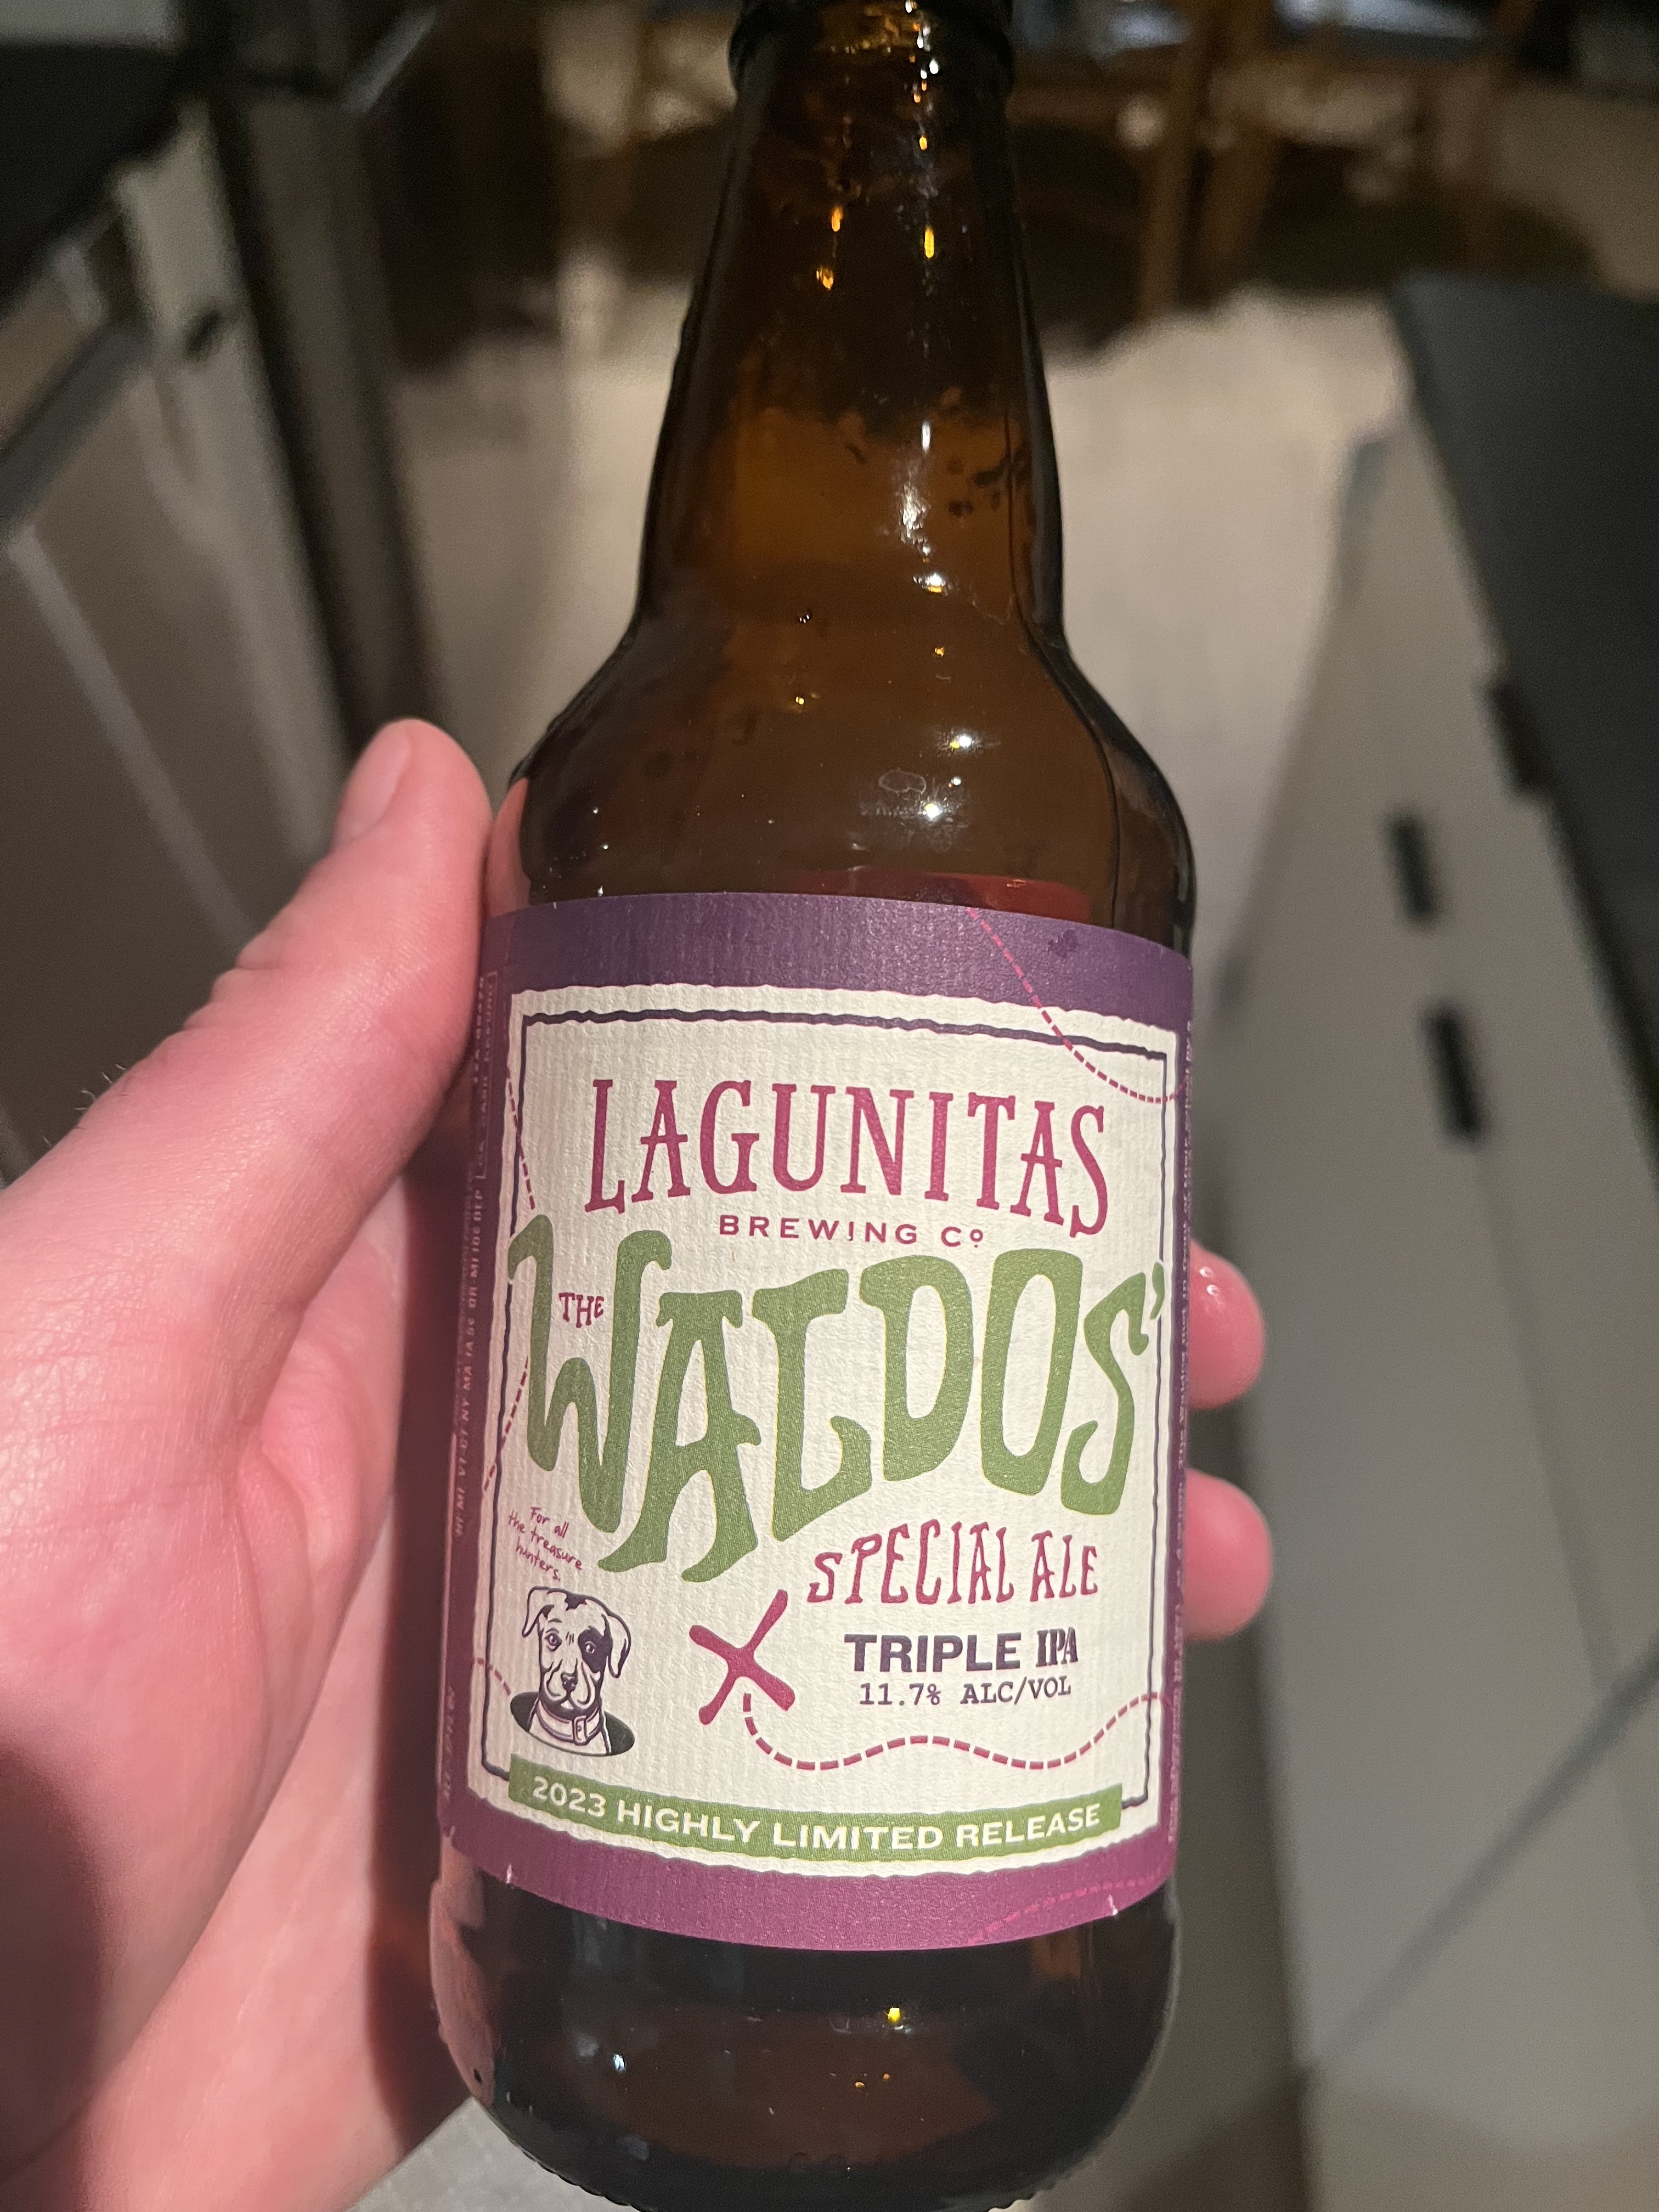 LAGUNITAS
BREWING Cº
THE
WALDOS'
SPECIAL ALE
For all
the treasure
hunters.
TRIPLE IPA
11.7% ALC/VOL
2023 HIGHLY LIMITED RELEASE